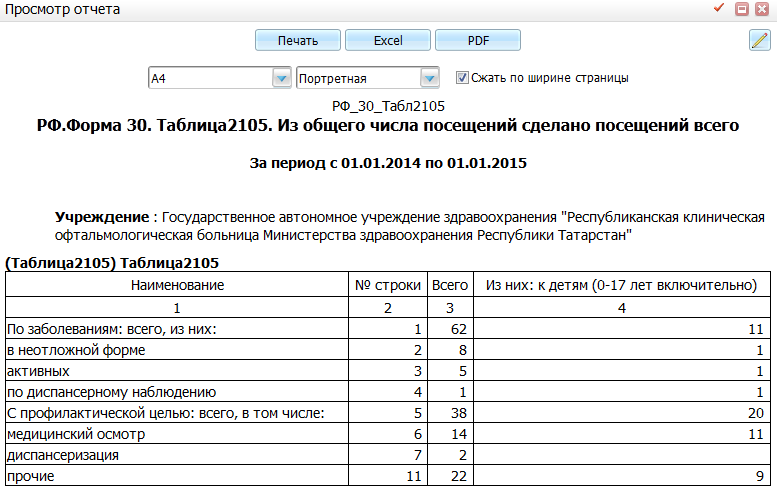 Просмотр отчета
Печать Excel PDF
A4 Портретная Сжать по ширине страницы
РФ_30_Табл2105
РФ.Форма 30. Таблица2105. Из общего числа посещений сделано посещений всего
За период с 01.01.2014 по 01.01.2015
Учреждение : Государственное автономное учреждение здравоохранения "Республиканская клиническая
офтальмологическая больница Министерства здравоохранения Республики Татарстан"
(Таблица2105) Таблица2105
Наименование № строки Всего Из них: к детям (0-17 лет включительно)
1 2 3 4
По заболеваниям: всего, из них: 1 62 11
в неотложной форме 2 8 1
активных 3 5 1
по диспансерному наблюдению 4 1 1
С профилактической целью: всего, в том числе: 5 38 20
медицинский осмотр 6 14 11
диспансеризация 7 2
прочие 11 22 9